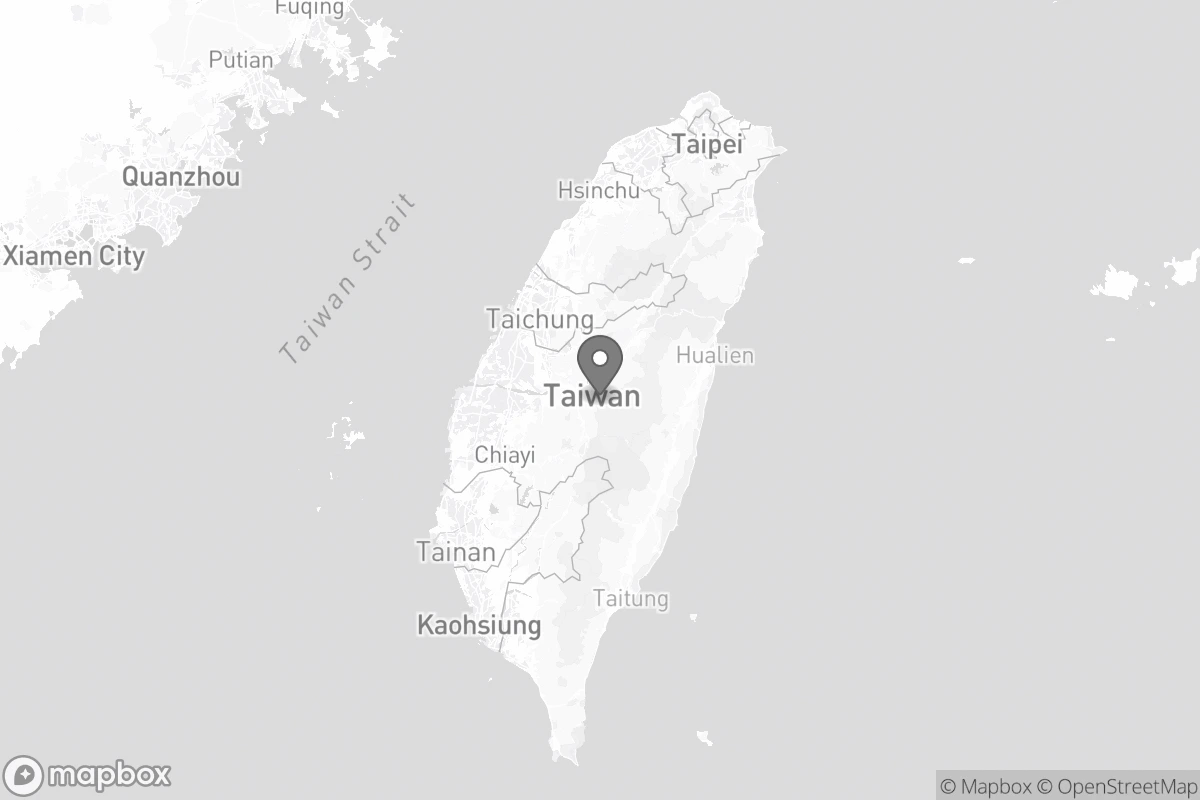 Fuqing
Putian
Taipei
Quanzhou
Hsinchu
Taiwan Strait
Xiamen City
Taichung
Hualien
Taiwan
Chiayi
Tainan
Taitung
Kaohsiung
mapbox
© Mapbox © OpenStreetMap